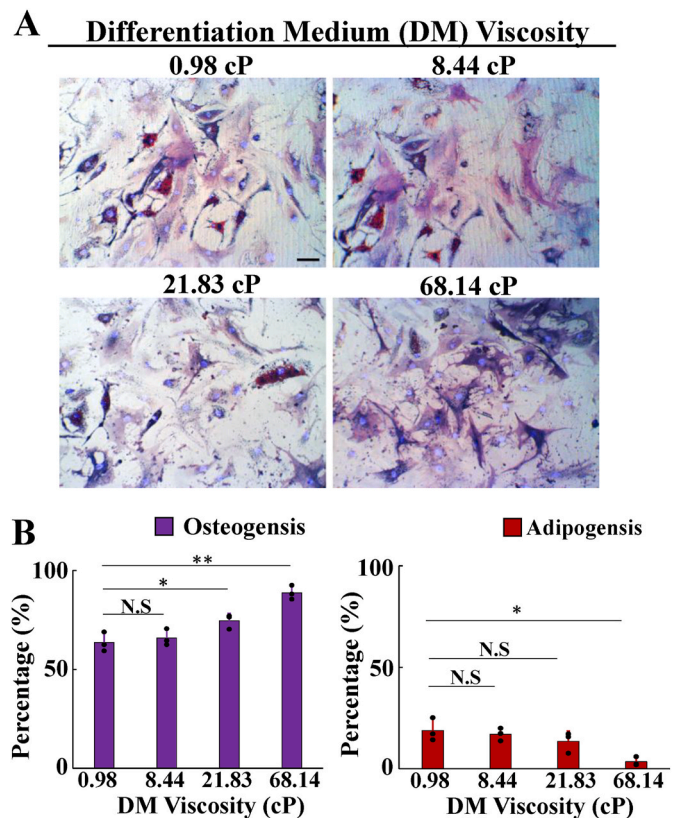 A
Differentiation Medium (DM) Viscosity
0.98 cP 8.44 cP
21.83 cP 68.14 cP
B
Osteogensis
Percentage (%)
100
50
0
**
*
N.S
0.98 8.44 21.83 68.14
DM Viscosity (cP)
Adipogensis
Percentage (%)
100
50
0
*
N.S
N.S
0.98 8.44 21.83 68.14
DM Viscosity (cP)